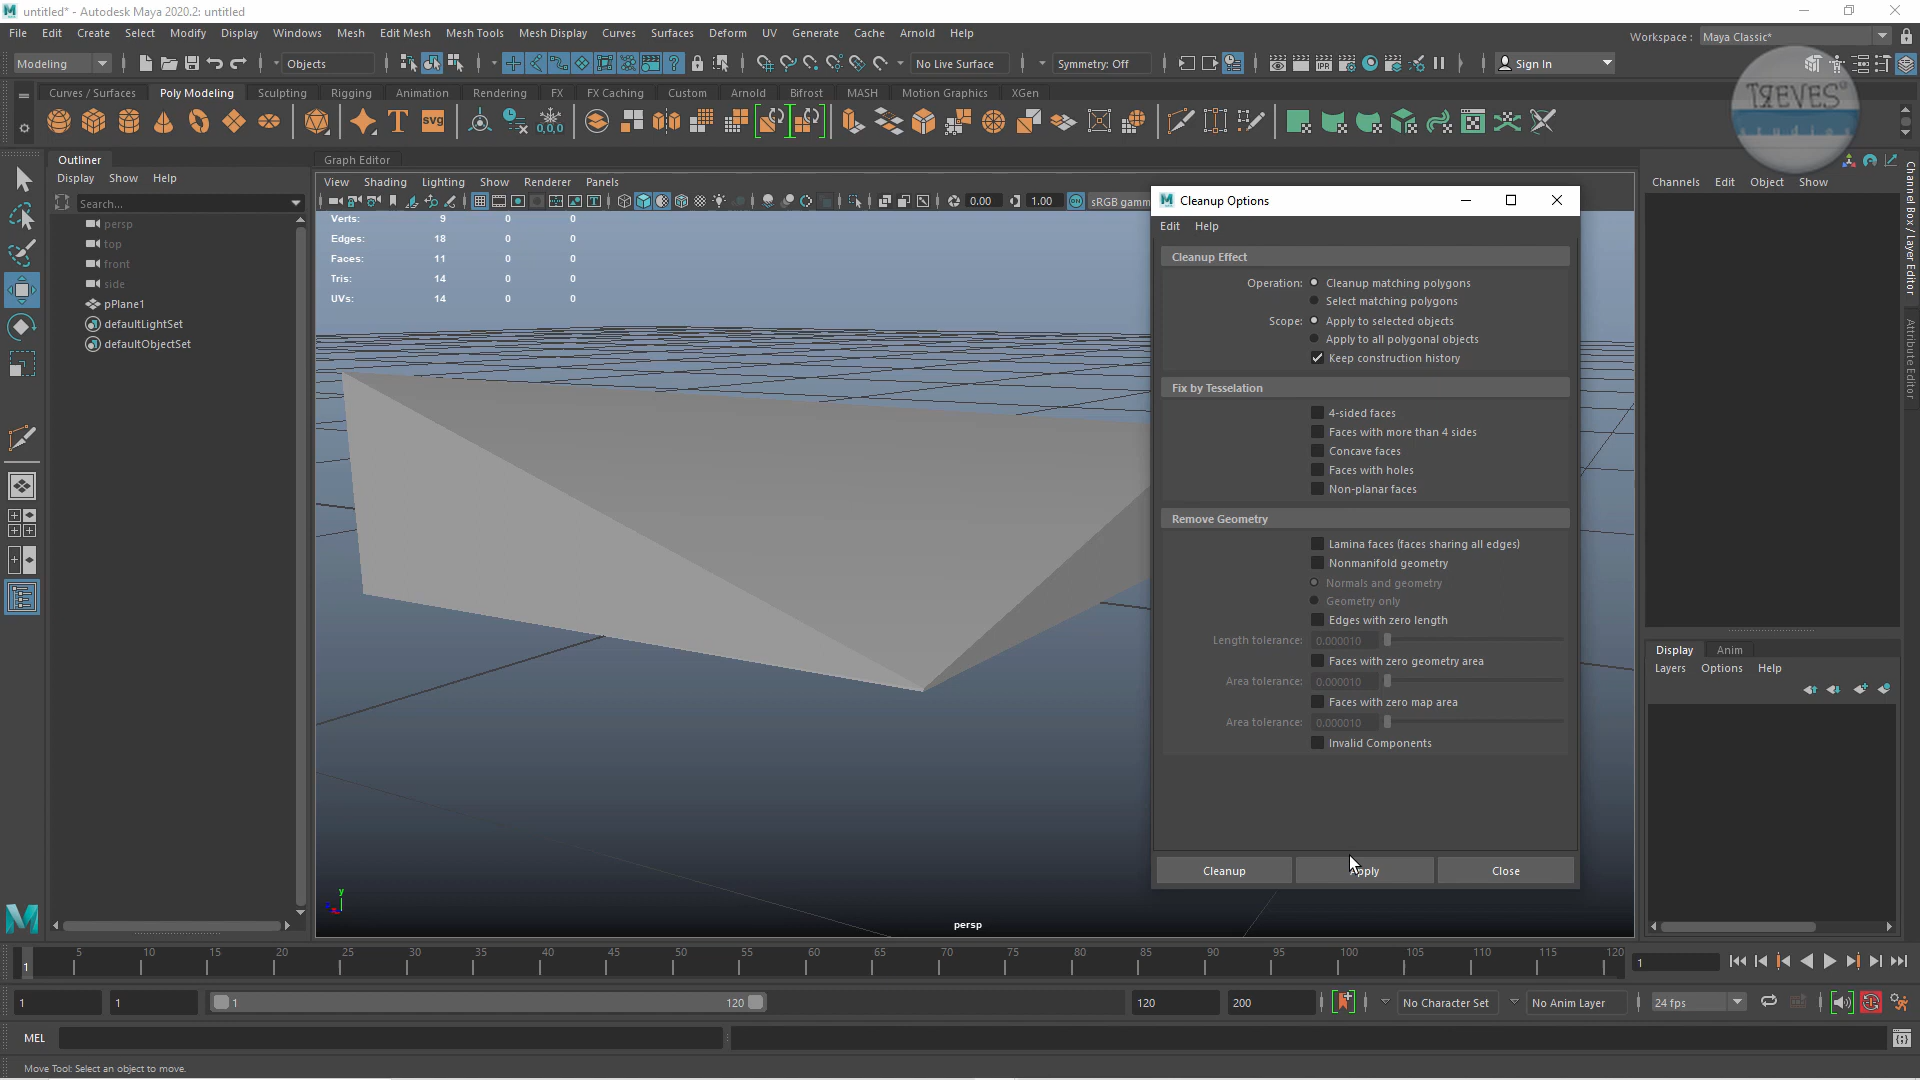 untitled* - Autodesk Maya 2020.2: untitled
File Edit Create Select Modify Display Windows Mesh Edit Mesh Mesh Tools Mesh Display Curves Surfaces Deform UV Generate Cache Arnold Help
Workspace : Maya Classic*
Modeling Objects No Live Surface Symmetry: Off Sign In
Curves / Surfaces Poly Modeling Sculpting Rigging Animation Rendering FX FX Caching Custom Arnold Bifrost MASH Motion Graphics XGen
Outliner
Display Show Help
Search...
persp
top
front
side
pPlane1
defaultLightSet
defaultObjectSet
Graph Editor
View Shading Lighting Show Renderer Panels
0.00 1.00 sRGB gamm
Verts: 9 0 0
Edges: 18 0 0
Faces: 11 0 0
Tris: 14 0 0
UVs: 14 0 0
persp
y
Cleanup Options
Edit Help
Cleanup Effect
Operation: Cleanup matching polygons
Select matching polygons
Scope: Apply to selected objects
Apply to all polygonal objects
Keep construction history
Fix by Tesselation
4-sided faces
Faces with more than 4 sides
Concave faces
Faces with holes
Non-planar faces
Remove Geometry
Lamina faces (faces sharing all edges)
Nonmanifold geometry
Normals and geometry
Geometry only
Edges with zero length
Length tolerance: 0.000010
Faces with zero geometry area
Area tolerance: 0.000010
Faces with zero map area
Area tolerance: 0.000010
Invalid Components
Cleanup Apply Close
Channels Edit Object Show
Channel Box / Layer Editor
Attribute Editor
Display Anim
Layers Options Help
1 5 10 15 20 25 30 35 40 45 50 55 60 65 70 75 80 85 90 95 100 105 110 115 120 1
1 1 1 120 120 200 No Character Set No Anim Layer 24 fps
MEL
Move Tool: Select an object to move.